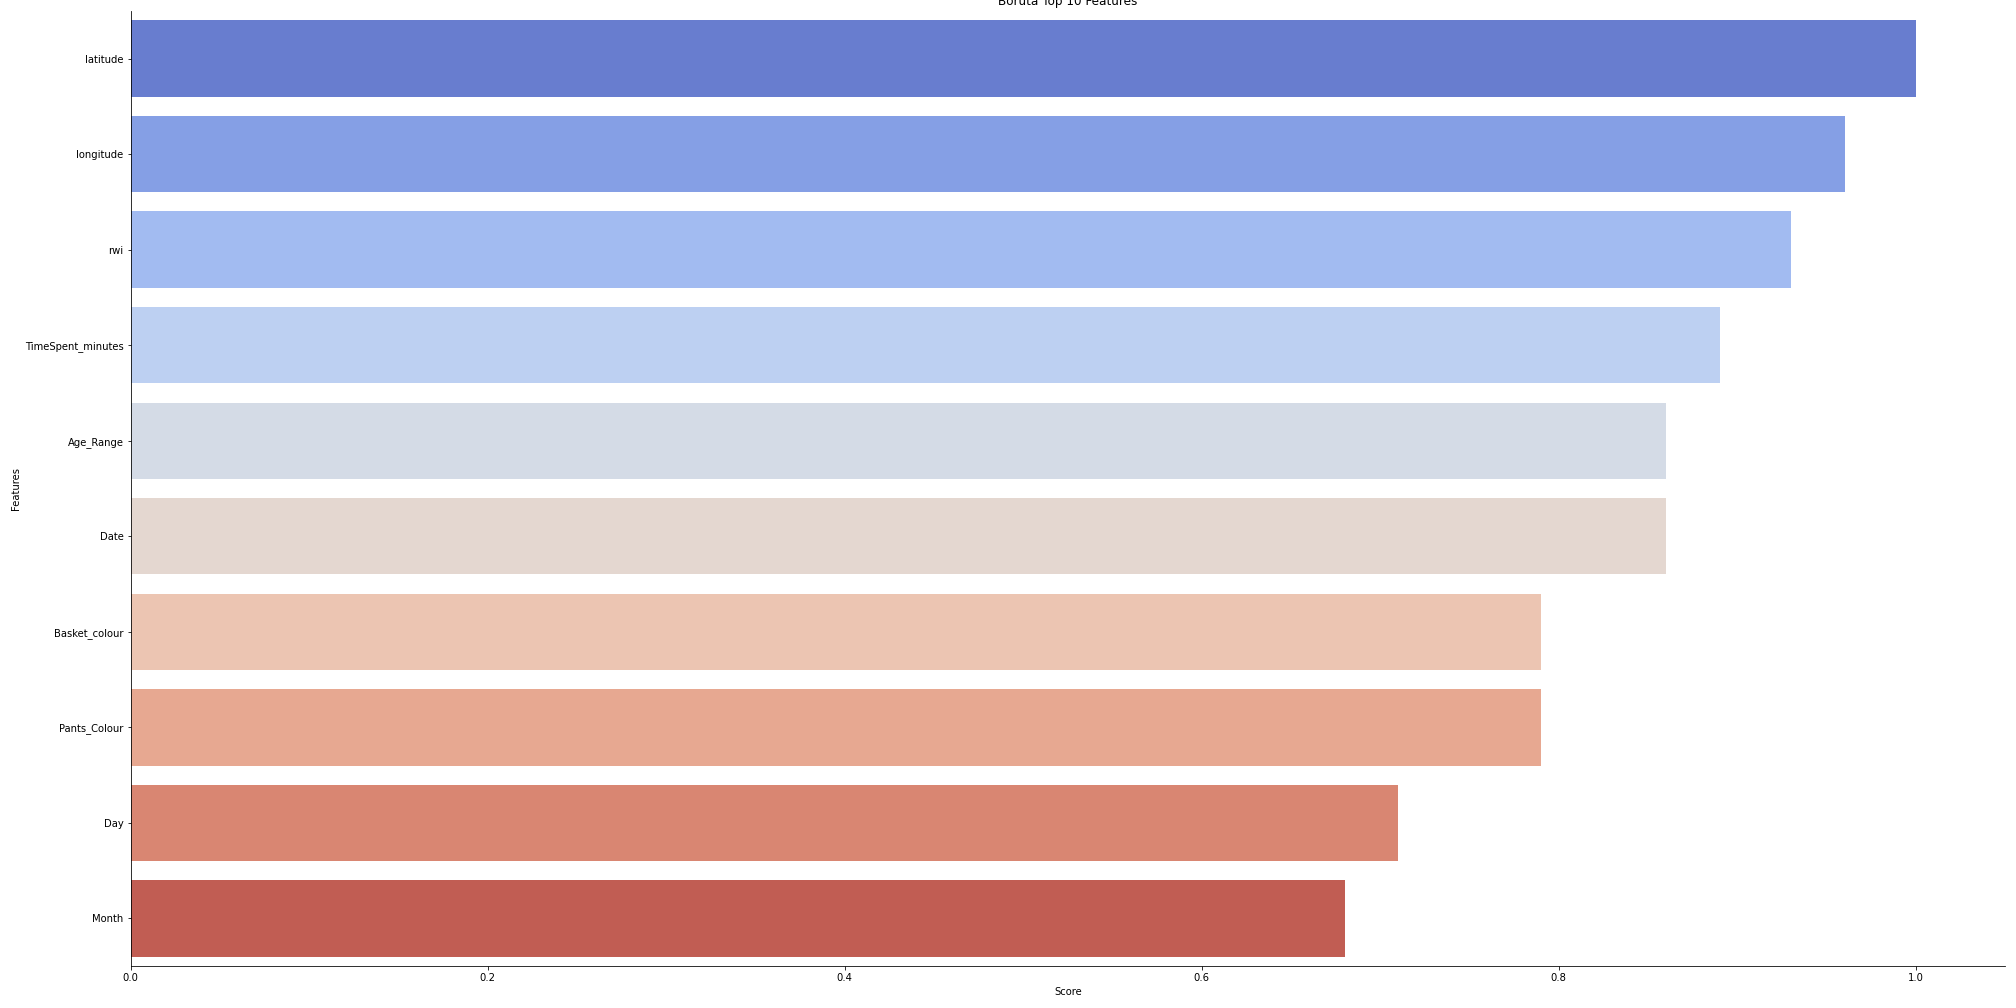 Boruta Top 10 Features
latitude
longitude
rwi
TimeSpent_minutes
Age_Range
Date
Basket_colour
Pants_Colour
Day
Month
Features
0.0 0.2 0.4 0.6 0.8 1.0
Score